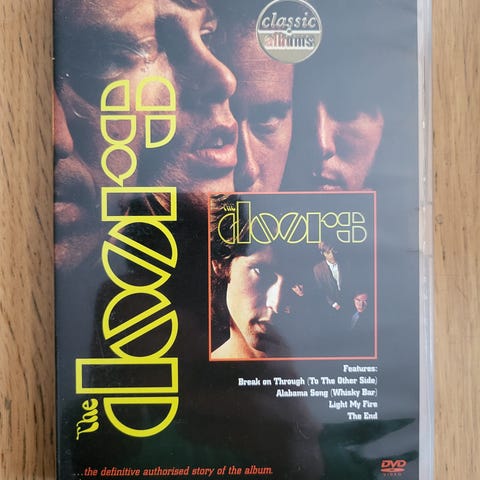 classic
albums
The
doors
The
doors
Features:
Break on Through (To The Other Side)
Alabama Song (Whisky Bar)
Light My Fire
The End
...the definitive authorised story of the album.
DVD
VIDEO